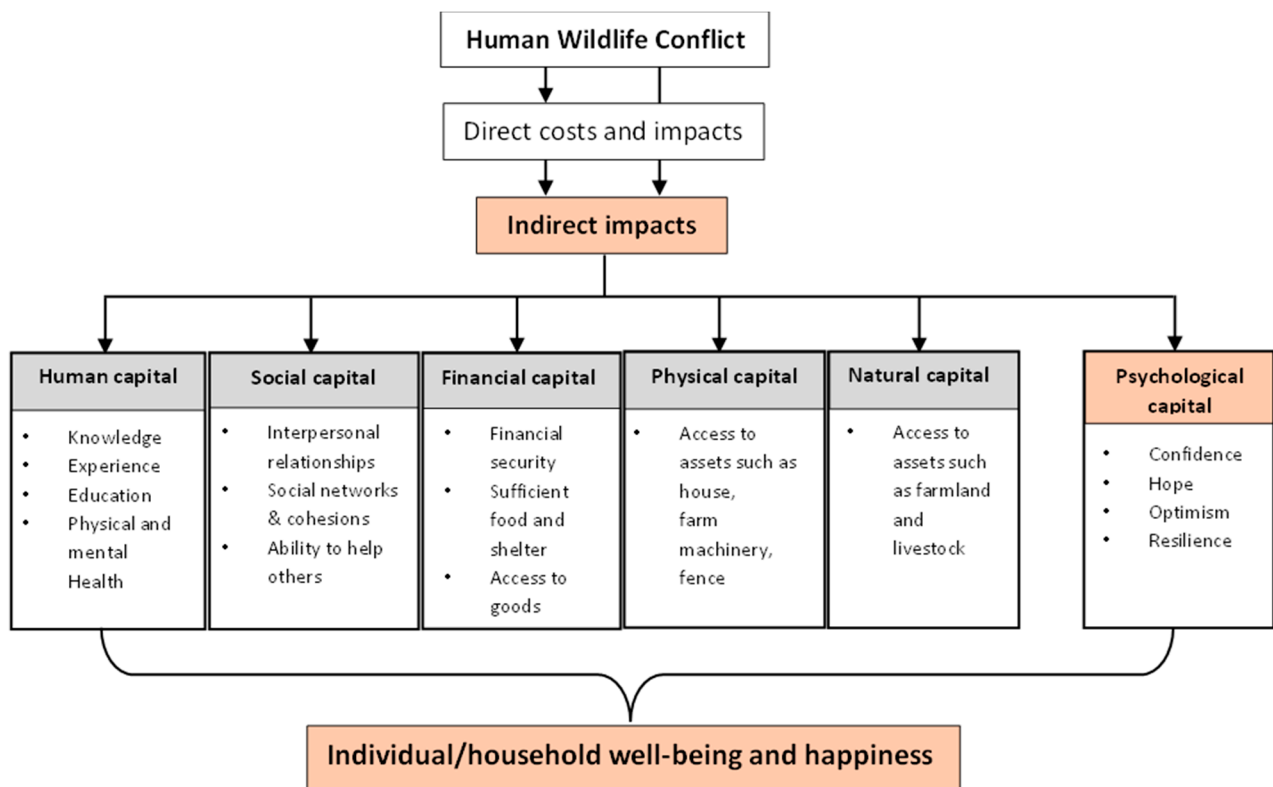 Human Wildlife Conflict
Direct costs and impacts
Indirect impacts
Human capital
• Knowledge
• Experience
• Education
• Physical and
mental
Health
Social capital
• Interpersonal
relationships
• Social networks
& cohesions
• Ability to help
others
Financial capital
• Financial
security
• Sufficient
food and
shelter
• Access to
goods
Physical capital
• Access to
assets such as
house,
farm
machinery,
fence
Natural capital
• Access to
assets such
as farmland
and
livestock
Psychological
capital
• Confidence
• Hope
• Optimism
• Resilience
Individual/household well-being and happiness